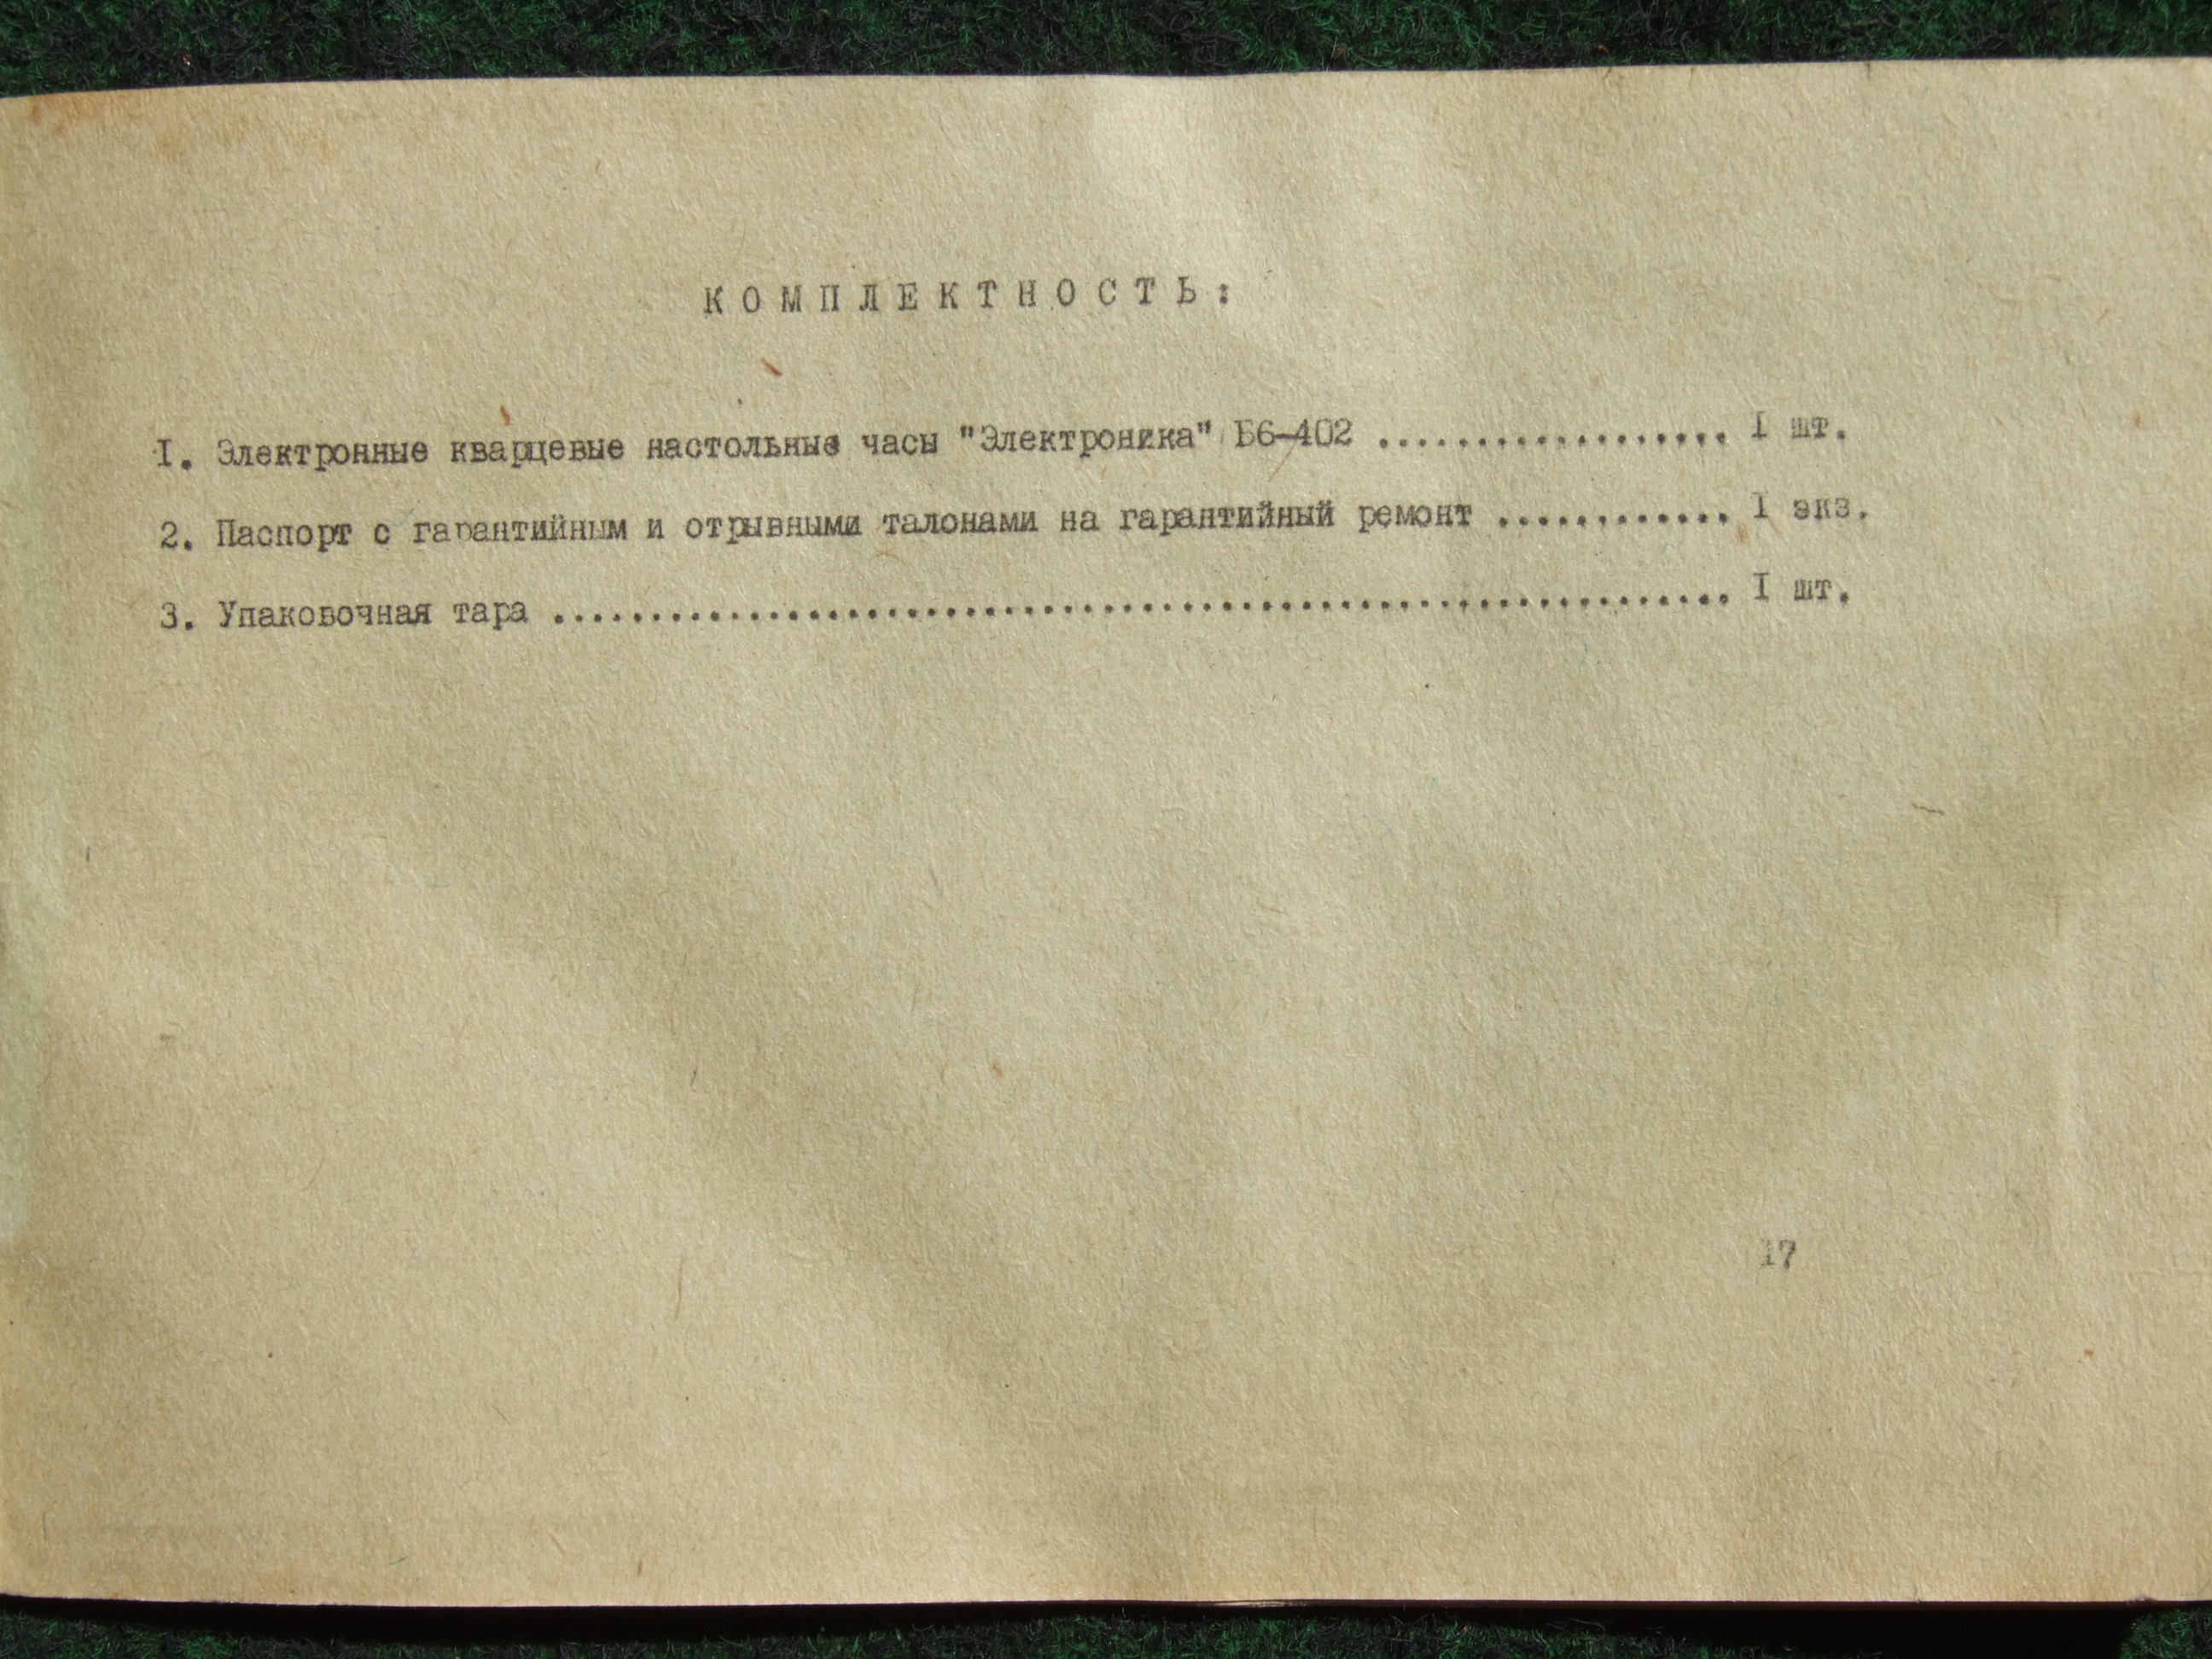 КОМПЛЕКТНОСТЬ:
I. Электронные кварцевые настольные часы "Электроника" Б6-402 .................. I шт.
2. Паспорт с гарантийным и отрывными талонами на гарантийный ремонт ............ I экз.
3. Упаковочная тара ............................................................ I шт.
17